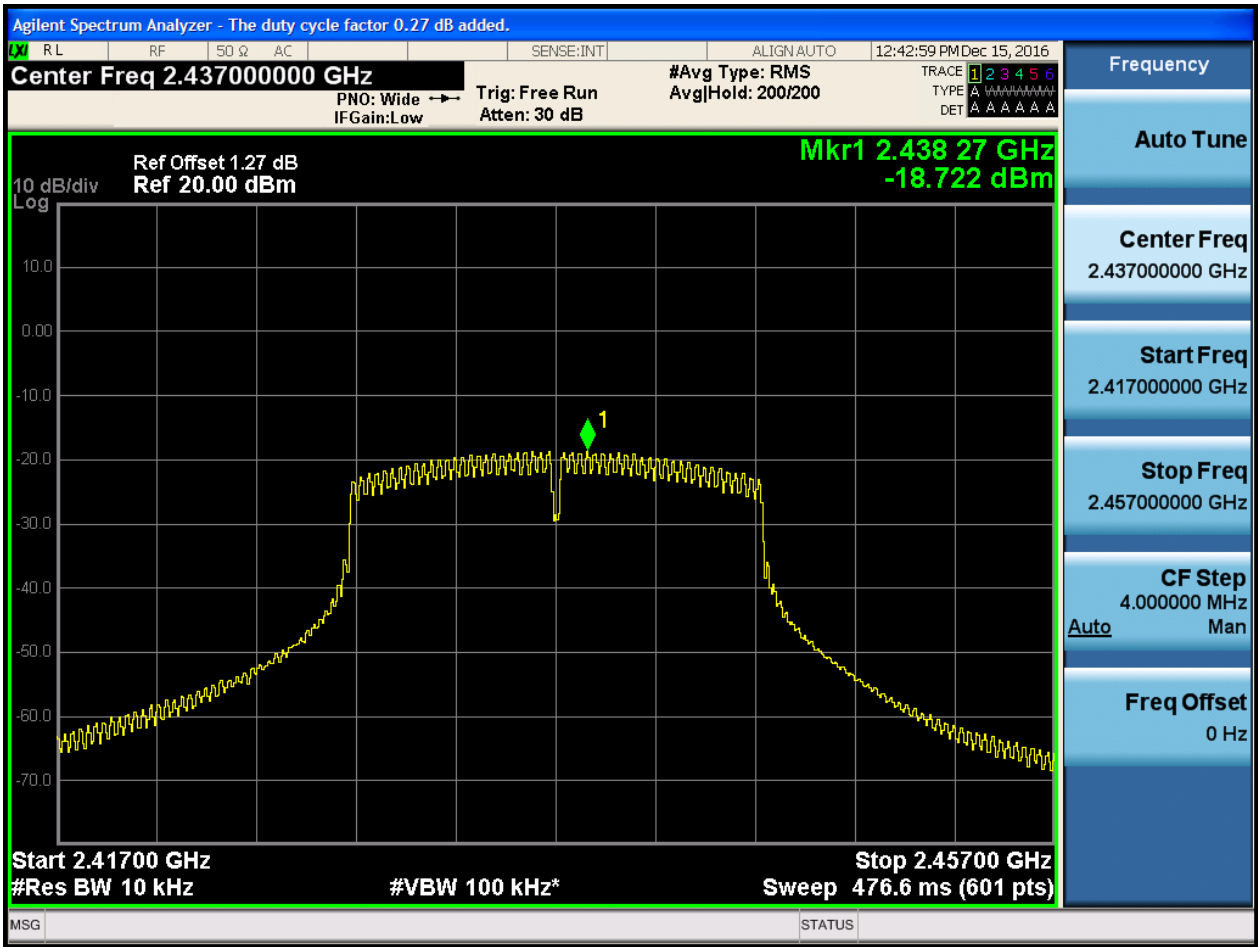 Agilent Spectrum Analyzer - The duty cycle factor 0.27 dB added.
LXI RL RF 50 Ω AC SENSE:INT ALIGN AUTO 12:42:59 PM Dec 15, 2016
Center Freq 2.437000000 GHz
PNO: Wide
IFGain:Low
Trig: Free Run
Atten: 30 dB
#Avg Type: RMS
Avg|Hold: 200/200
TRACE 1 2 3 4 5 6
TYPE A WWWWW
DET A A A A A A
Mkr1 2.438 27 GHz
-18.722 dBm
Ref Offset 1.27 dB
10 dB/div Ref 20.00 dBm
Log
10.0
0.00
-10.0
1
-20.0
-30.0
-40.0
-50.0
-60.0
-70.0
Start 2.41700 GHz Stop 2.45700 GHz
#Res BW 10 kHz #VBW 100 kHz* Sweep 476.6 ms (601 pts)
MSG STATUS
Frequency
Auto Tune
Center Freq
2.437000000 GHz
Start Freq
2.417000000 GHz
Stop Freq
2.457000000 GHz
CF Step
4.000000 MHz
Auto Man
Freq Offset
0 Hz